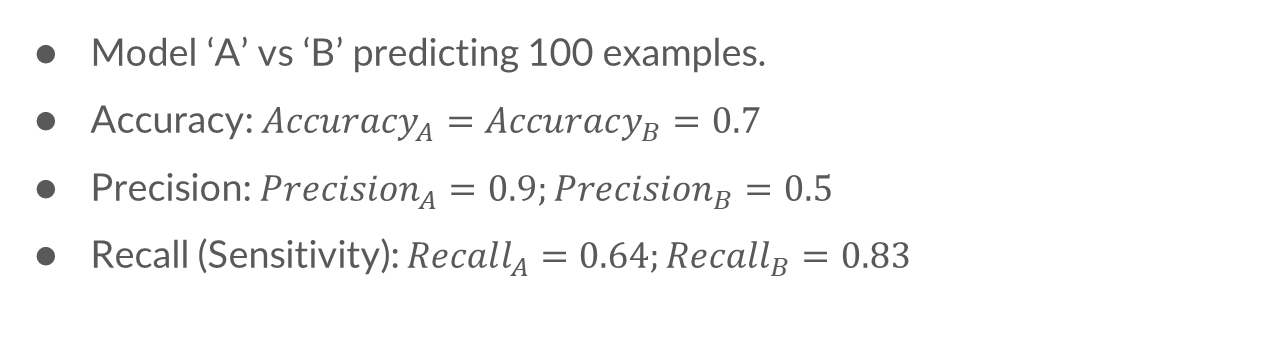 ● Model ‘A’ vs ‘B’ predicting 100 examples.
● Accuracy: Accuracy_A = Accuracy_B = 0.7
● Precision: Precision_A = 0.9; Precision_B = 0.5
● Recall (Sensitivity): Recall_A = 0.64; Recall_B = 0.83